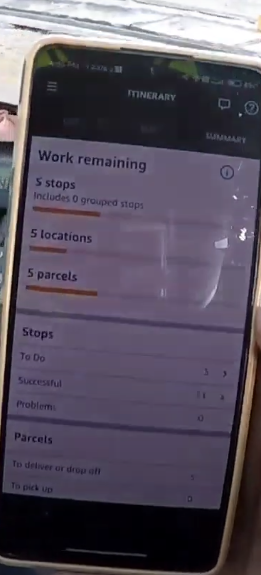 ITINERARY
SUMMARY
Work remaining
5 stops
Includes 0 grouped stops
5 locations
5 parcels
Stops
To Do
Successful
Problems
0
Parcels
To deliver or drop off
To pick up
0